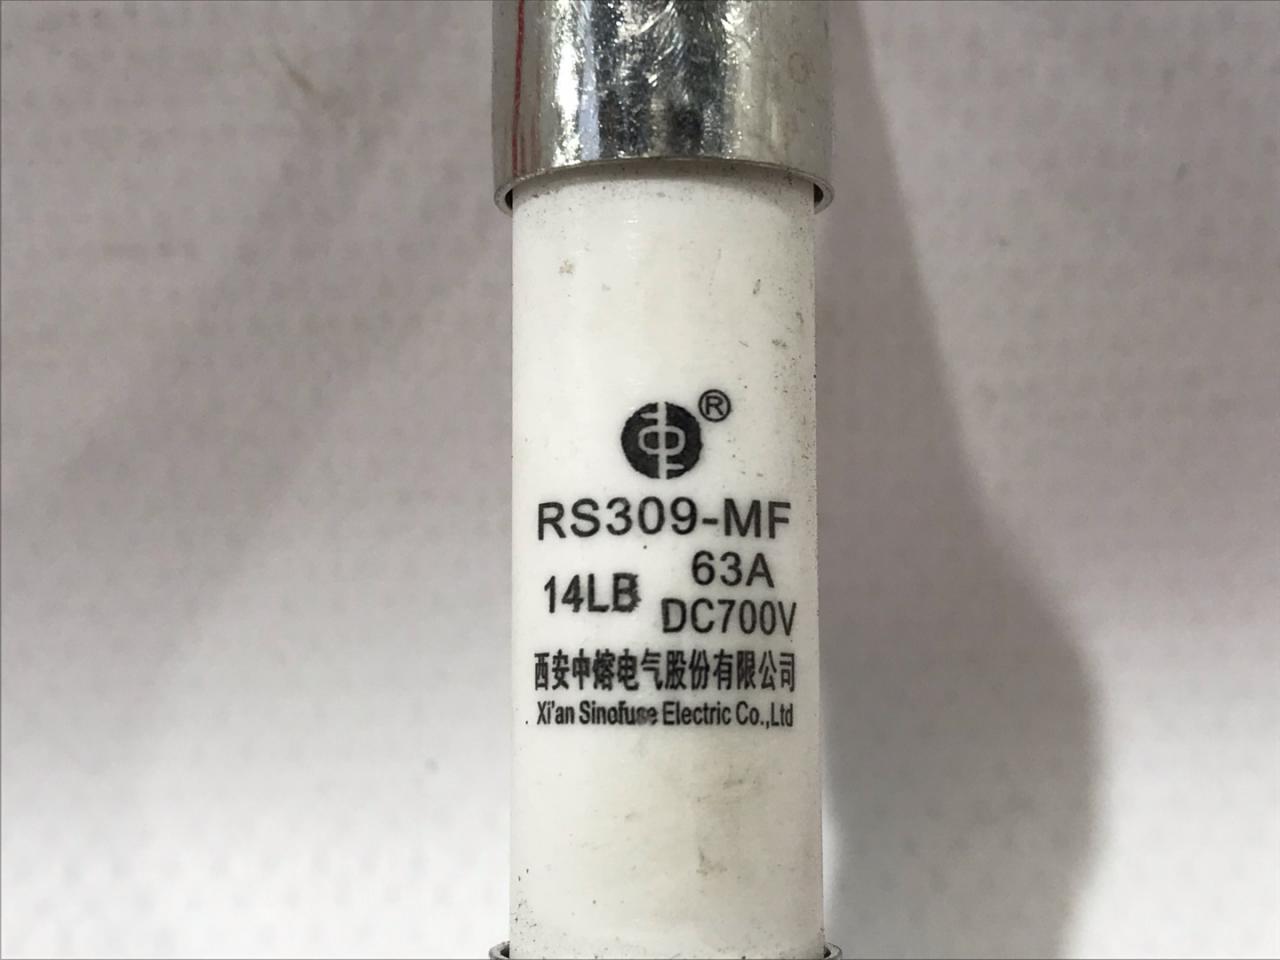 ®
RS309-MF
63A
14LB
DC700V
西安中熔电气股份有限公司
Xi'an Sinofuse Electric Co.,Ltd